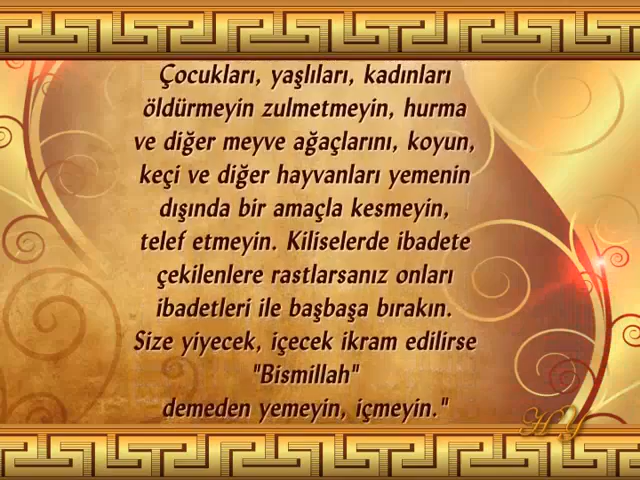 Çocukları, yaşlıları, kadınları
öldürmeyin zulmetmeyin, hurma
ve diğer meyve ağaçlarını, koyun,
keçi ve diğer hayvanları yemenin
dışında bir amaçla kesmeyin,
telef etmeyin. Kiliselerde ibadete
çekilenlere rastlarsanız onları
ibadetleri ile başbaşa bırakın.
Size yiyecek, içecek ikram edilirse
"Bismillah"
demeden yemeyin, içmeyin."
HY